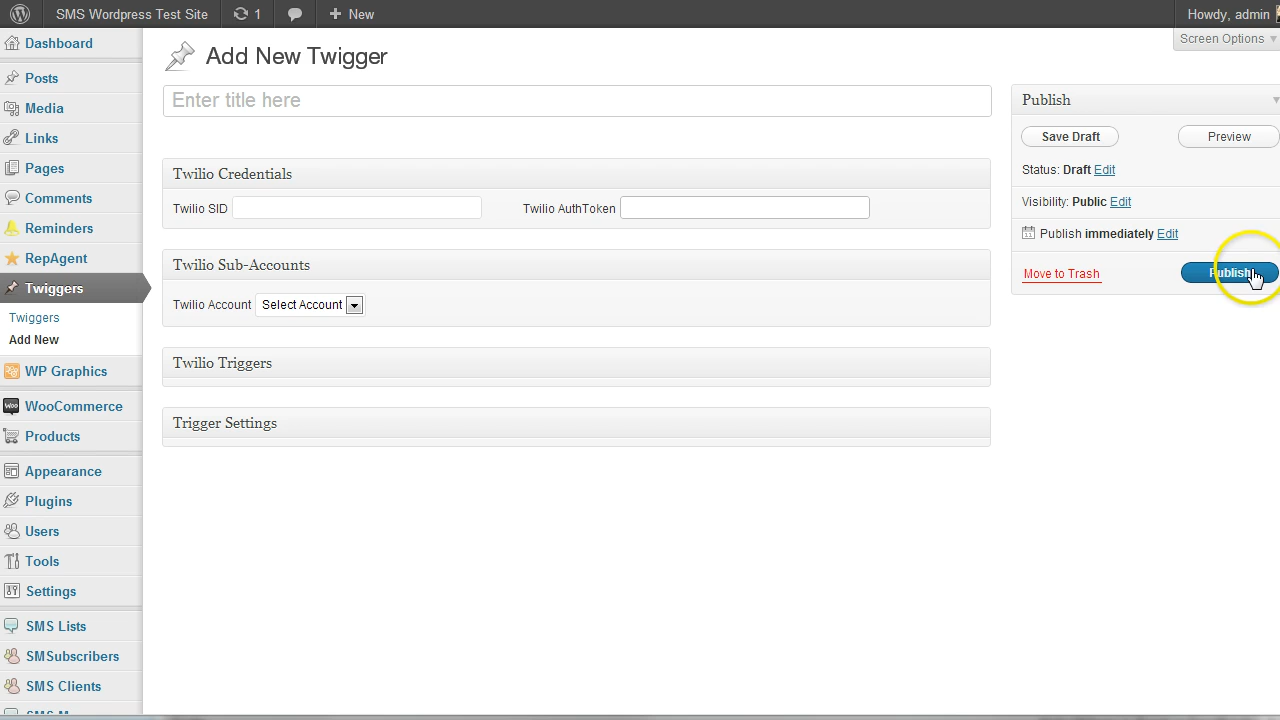 SMS Wordpress Test Site 1 New Howdy, admin
Screen Options
Dashboard
Posts
Media
Links
Pages
Comments
Reminders
RepAgent
Twiggers
Twiggers
Add New
WP Graphics
WooCommerce
Products
Appearance
Plugins
Users
Tools
Settings
SMS Lists
SMSubscribers
SMS Clients
Add New Twigger
Enter title here
Twilio Credentials
Twilio SID Twilio AuthToken
Twilio Sub-Accounts
Twilio Account Select Account
Twilio Triggers
Trigger Settings
Publish
Save Draft Preview
Status: Draft Edit
Visibility: Public Edit
Publish immediately Edit
Move to Trash Publish